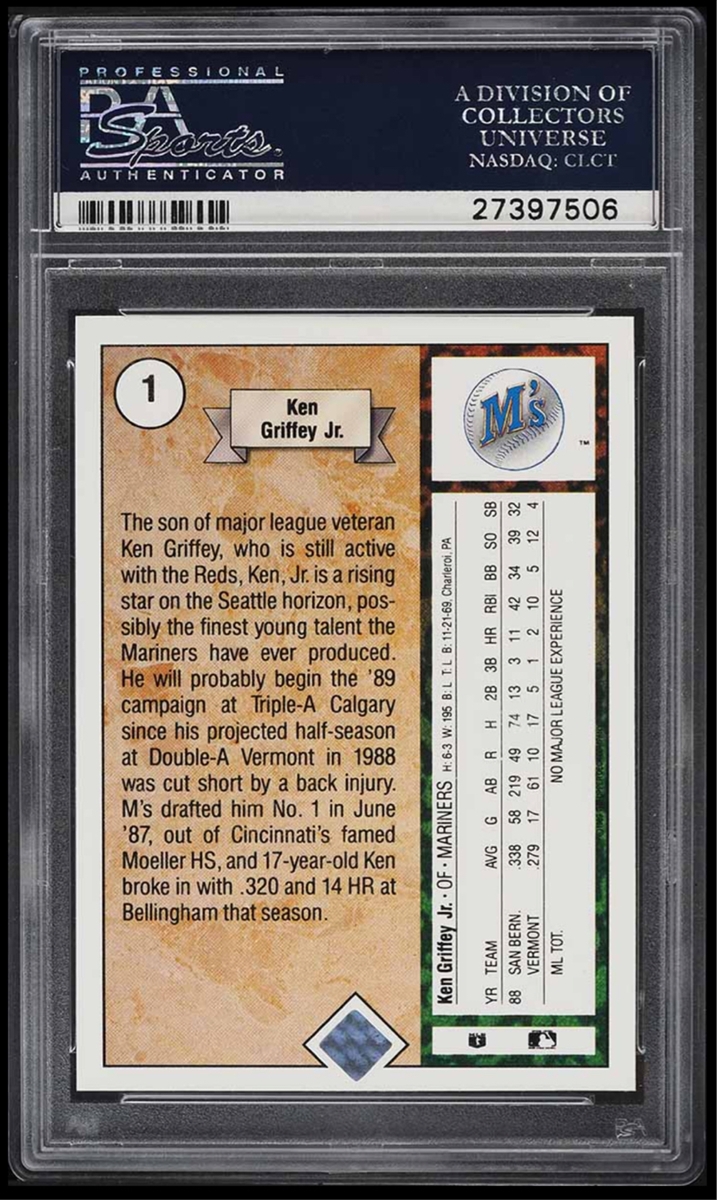 PROFESSIONAL
PSA
Sports.
AUTHENTICATOR
A DIVISION OF
COLLECTORS
UNIVERSE
NASDAQ: CLCT
27397506
1
Ken
Griffey Jr.
M's
TM
The son of major league veteran
Ken Griffey, who is still active
with the Reds, Ken, Jr. is a rising
star on the Seattle horizon, pos-
sibly the finest young talent the
Mariners have ever produced.
He will probably begin the '89
campaign at Triple-A Calgary
since his projected half-season
at Double-A Vermont in 1988
was cut short by a back injury.
M's drafted him No. 1 in June
'87, out of Cincinnati's famed
Moeller HS, and 17-year-old Ken
broke in with .320 and 14 HR at
Bellingham that season.
Ken Griffey Jr. • OF • MARINERS H: 6-3 W: 195 B: L T: L B: 11-21-69, Charleroi, PA
YR TEAM AVG G AB R H 2B 3B HR RBI BB SO SB
88 SAN BERN. .338 58 219 49 74 13 3 11 42 34 39 32
VERMONT .279 17 61 10 17 5 1 2 10 5 12 4
ML TOT. NO MAJOR LEAGUE EXPERIENCE